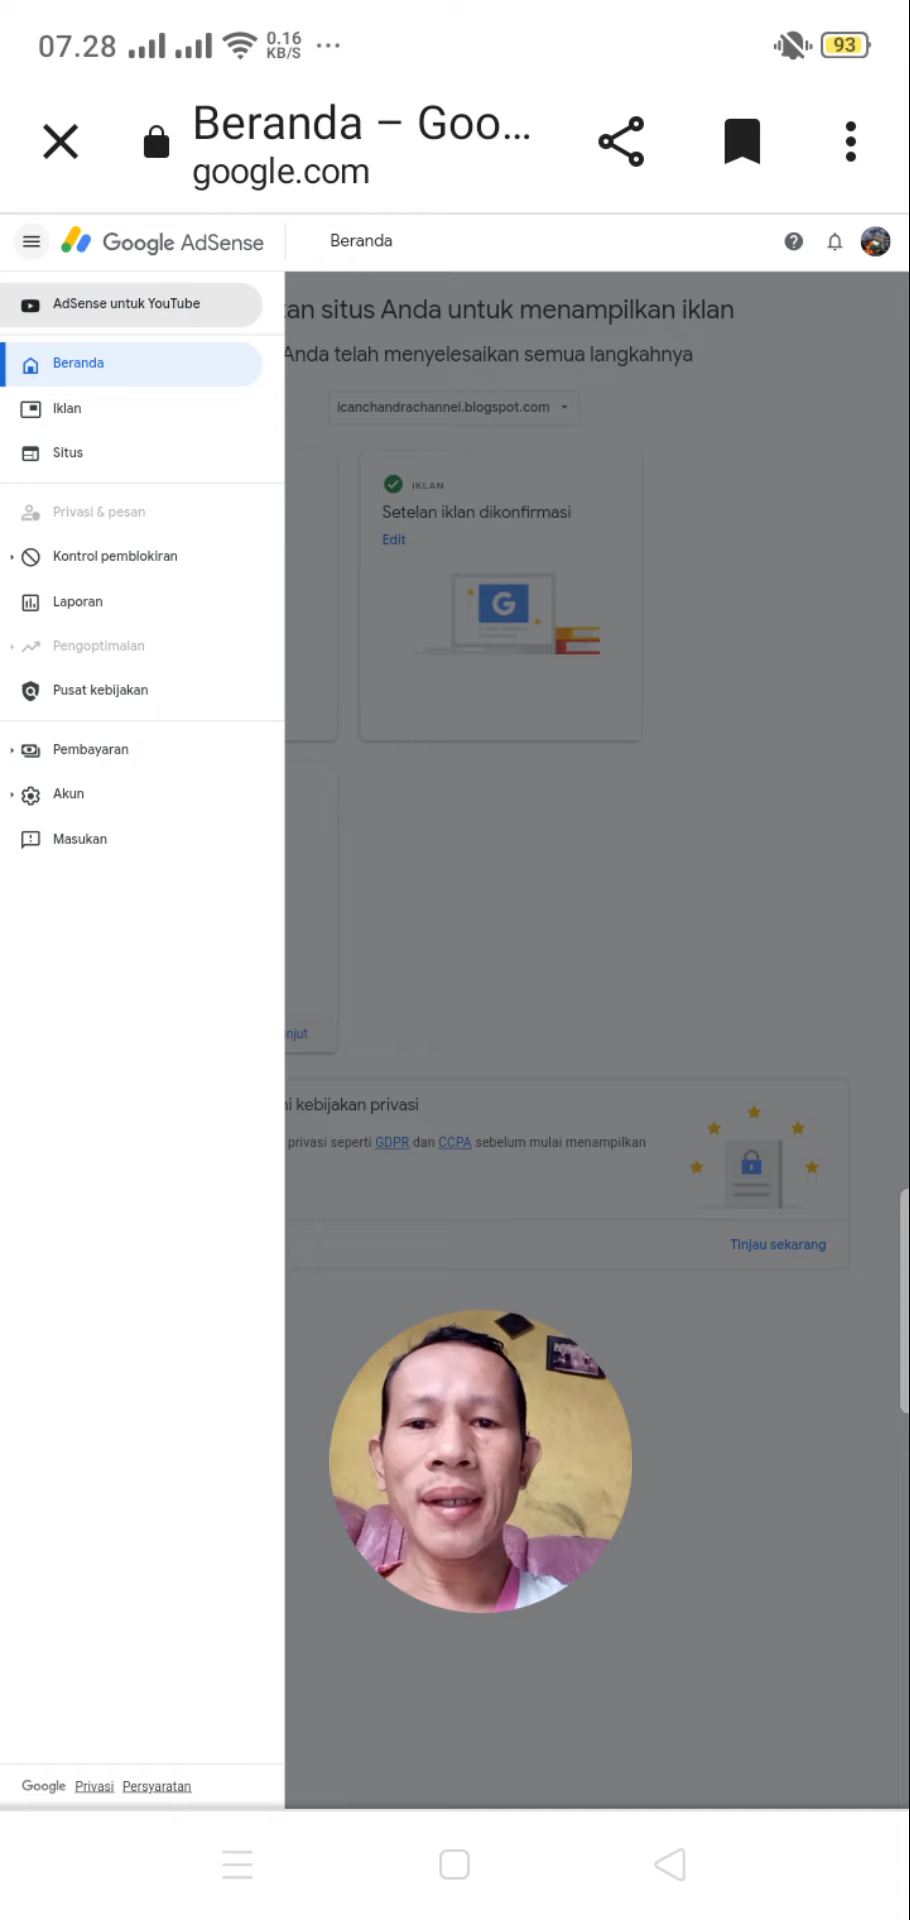 07.28 0.16 KB/S ... 93
Beranda – Goo...
google.com
Google AdSense Beranda
AdSense untuk YouTube
Beranda
Iklan
Situs
Privasi & pesan
Kontrol pemblokiran
Laporan
Pengoptimalan
Pusat kebijakan
Pembayaran
Akun
Masukan
an situs Anda untuk menampilkan iklan
Anda telah menyelesaikan semua langkahnya
icanchandrachannel.blogspot.com
IKLAN
Setelan iklan dikonfirmasi
Edit
G
njut
i kebijakan privasi
privasi seperti GDPR dan CCPA sebelum mulai menampilkan
Tinjau sekarang
Google Privasi Persyaratan